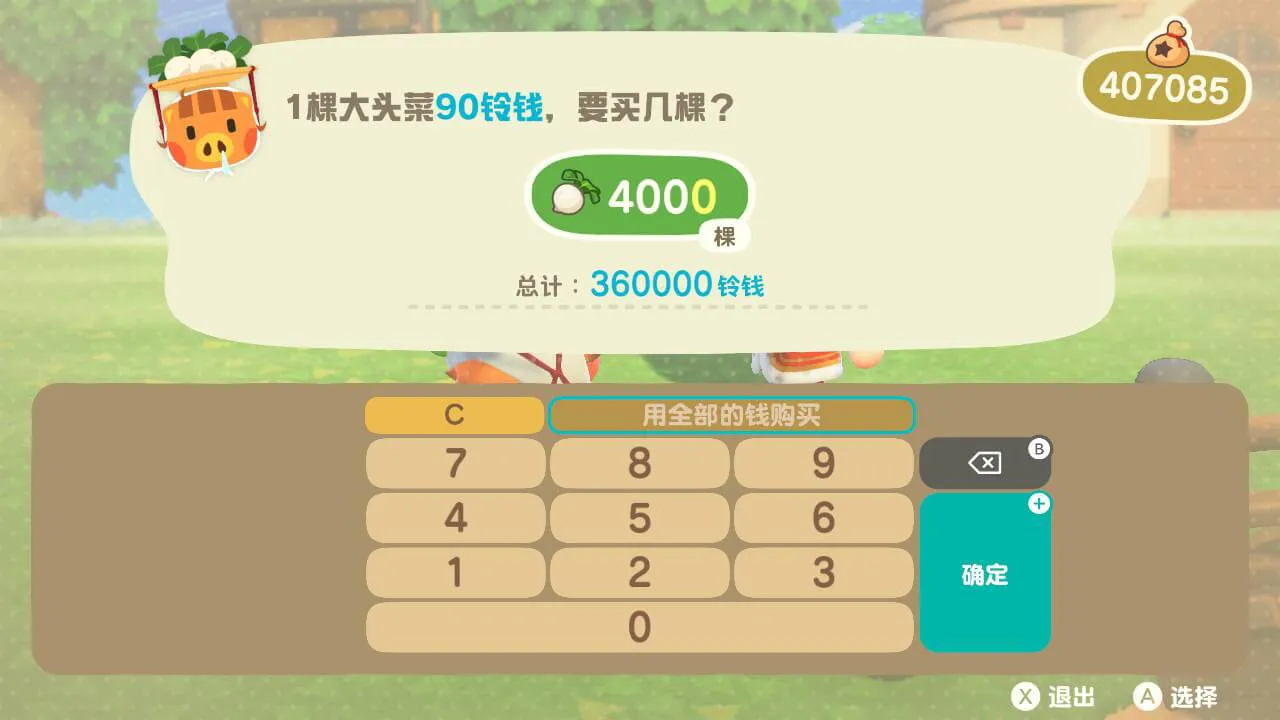 407085
1棵大头菜90铃钱，要买几棵？
4000
棵
总计：360000铃钱
C 用全部的钱购买
7 8 9 B
4 5 6 +
1 2 3 确定
0
X 退出 A 选择